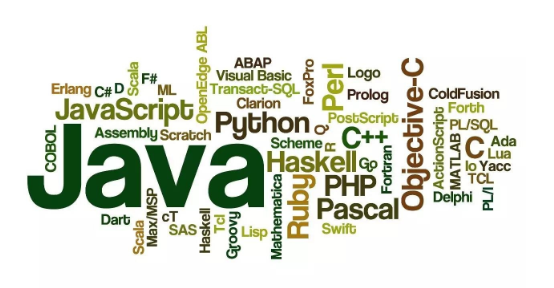 Erlang
C#
D
Scala
F#
ML
OpenEdge ABL
ABAP
Visual Basic
Transact-SQL
Clarion
FoxPro
Perl
Logo
Prolog
PostScript
Objective-C
ColdFusion
Forth
PL/SQL
ActionScript
MATLAB
C
Ada
Lua
Io
Yacc
TCL
Delphi
PL/I
JavaScript
Assembly
Scratch
Python
Q
R
C++
Scheme
Haskell
Go
Fortran
COBOL
Java
Mathematica
Ruby
PHP
Pascal
Swift
Dart
Scala
Max/MSP
cT
SAS
Haskell
Tcl
Groovy
Lisp